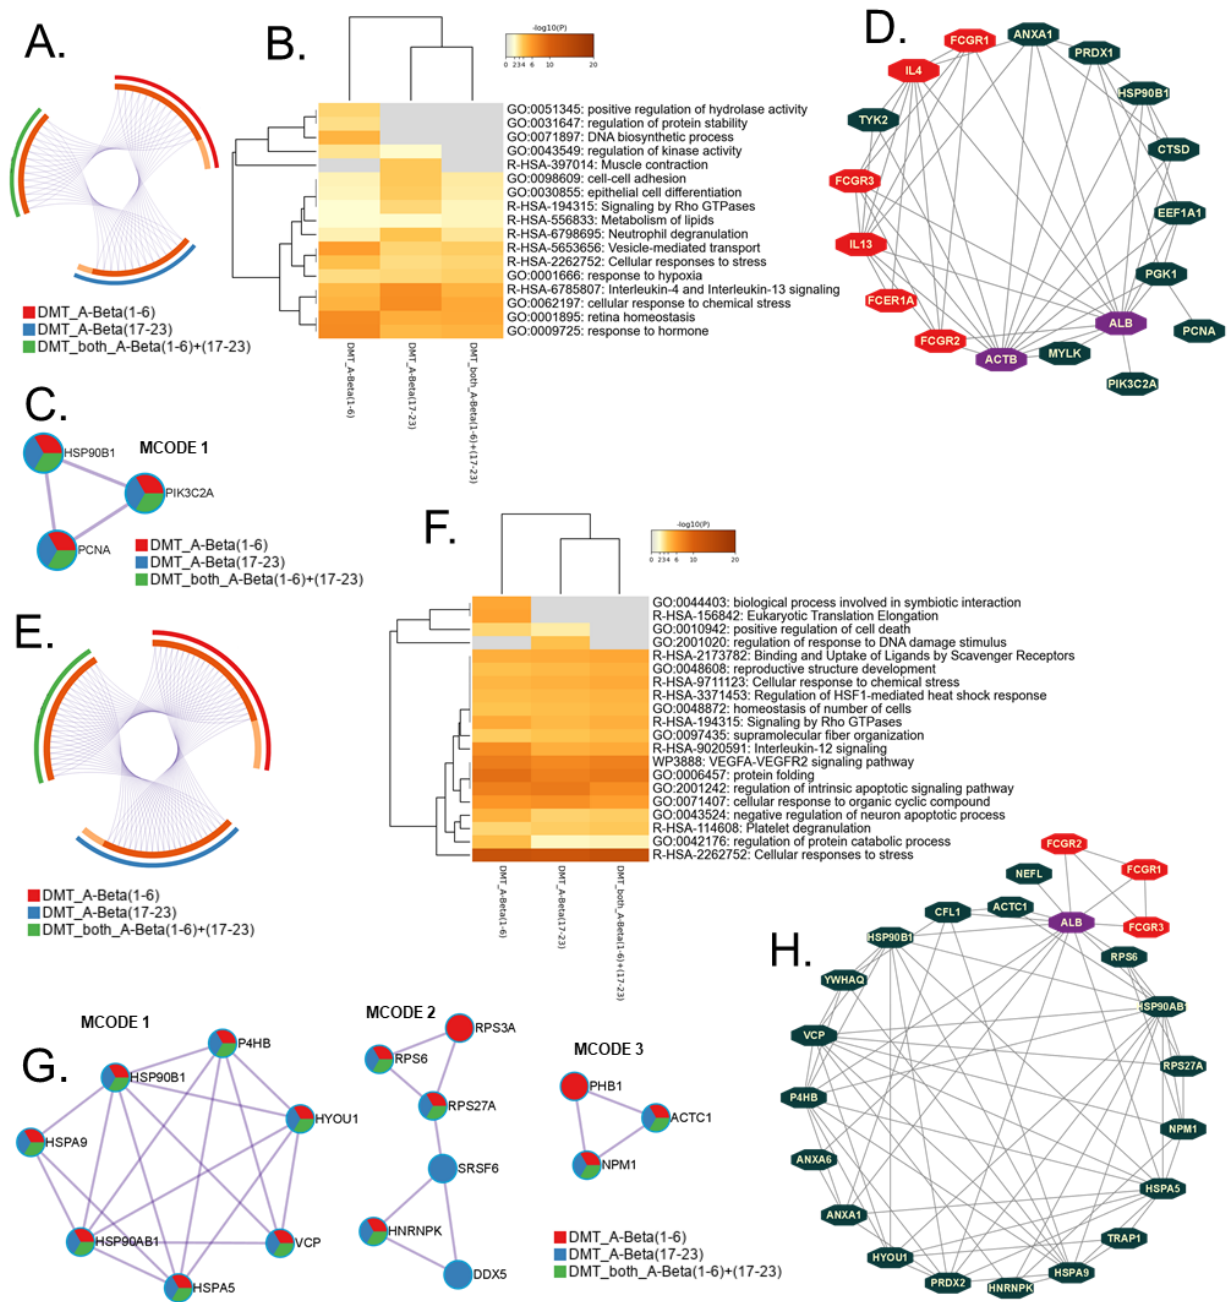 A.
DMT_A-Beta(1-6)
DMT_A-Beta(17-23)
DMT_both_A-Beta(1-6)+(17-23)
B.
-log10(P)
0 2 3 4 6 10 20
GO:0051345: positive regulation of hydrolase activity
GO:0031647: regulation of protein stability
GO:0071897: DNA biosynthetic process
GO:0043549: regulation of kinase activity
R-HSA-397014: Muscle contraction
GO:0098609: cell-cell adhesion
GO:0030855: epithelial cell differentiation
R-HSA-194315: Signaling by Rho GTPases
R-HSA-556833: Metabolism of lipids
R-HSA-6798695: Neutrophil degranulation
R-HSA-5653656: Vesicle-mediated transport
R-HSA-2262752: Cellular responses to stress
GO:0001666: response to hypoxia
R-HSA-6785807: Interleukin-4 and Interleukin-13 signaling
GO:0062197: cellular response to chemical stress
GO:0001895: retina homeostasis
GO:0009725: response to hormone
DMT_A-Beta(1-6)
DMT_A-Beta(17-23)
DMT_both_A-Beta(1-6)+(17-23)
C.
MCODE 1
HSP90B1
PIK3C2A
PCNA
DMT_A-Beta(1-6)
DMT_A-Beta(17-23)
DMT_both_A-Beta(1-6)+(17-23)
D.
FCGR1
ANXA1
PRDX1
IL4
HSP90B1
TYK2
CTSD
FCGR3
EEF1A1
IL13
PGK1
FCER1A
ALB
PCNA
FCGR2
ACTB
MYLK
PIK3C2A
E.
DMT_A-Beta(1-6)
DMT_A-Beta(17-23)
DMT_both_A-Beta(1-6)+(17-23)
F.
-log10(P)
0 2 3 4 6 10 20
GO:0044403: biological process involved in symbiotic interaction
R-HSA-156842: Eukaryotic Translation Elongation
GO:0010942: positive regulation of cell death
GO:2001020: regulation of response to DNA damage stimulus
R-HSA-2173782: Binding and Uptake of Ligands by Scavenger Receptors
GO:0048608: reproductive structure development
R-HSA-9711123: Cellular response to chemical stress
R-HSA-3371453: Regulation of HSF1-mediated heat shock response
GO:0048872: homeostasis of number of cells
R-HSA-194315: Signaling by Rho GTPases
GO:0097435: supramolecular fiber organization
R-HSA-9020591: Interleukin-12 signaling
WP3888: VEGFA-VEGFR2 signaling pathway
GO:0006457: protein folding
GO:2001242: regulation of intrinsic apoptotic signaling pathway
GO:0071407: cellular response to organic cyclic compound
GO:0043524: negative regulation of neuron apoptotic process
R-HSA-114608: Platelet degranulation
GO:0042176: regulation of protein catabolic process
R-HSA-2262752: Cellular responses to stress
DMT_A-Beta(1-6)
DMT_A-Beta(17-23)
DMT_both_A-Beta(1-6)+(17-23)
G.
MCODE 1
P4HB
HSP90B1
HYOU1
HSPA9
HSP90AB1
VCP
HSPA5
MCODE 2
RPS3A
RPS6
RPS27A
SRSF6
HNRNPK
DDX5
MCODE 3
PHB1
ACTC1
NPM1
DMT_A-Beta(1-6)
DMT_A-Beta(17-23)
DMT_both_A-Beta(1-6)+(17-23)
H.
FCGR2
NEFL
FCGR1
CFL1
ACTC1
ALB
FCGR3
HSP90B1
RPS6
YWHAQ
HSP90AB1
VCP
RPS27A
P4HB
NPM1
ANXA6
HSPA5
ANXA1
TRAP1
HYOU1
HSPA9
PRDX2
HNRNPK